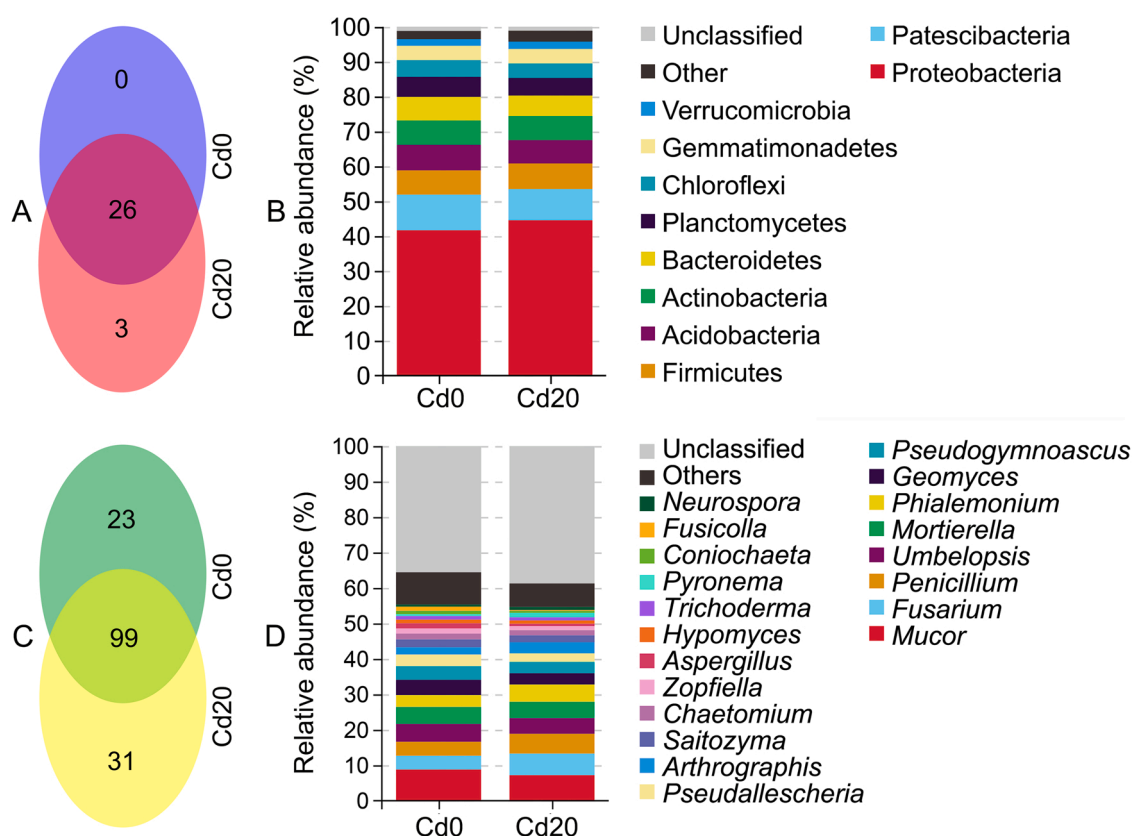 A
0
26
3
Cd0
Cd20
B
Relative abundance (%)
100
90
80
70
60
50
40
30
20
10
0
Cd0
Cd20
Unclassified
Other
Verrucomicrobia
Gemmatimonadetes
Chloroflexi
Planctomycetes
Bacteroidetes
Actinobacteria
Acidobacteria
Firmicutes
Patescibacteria
Proteobacteria
C
23
99
31
Cd0
Cd20
D
Relative abundance (%)
100
90
80
70
60
50
40
30
20
10
0
Cd0
Cd20
Unclassified
Others
Neurospora
Fusicolla
Coniochaeta
Pyronema
Trichoderma
Hypomyces
Aspergillus
Zopfiella
Chaetomium
Saitozyma
Arthrographis
Pseudallescheria
Pseudogymnoascus
Geomyces
Phialemonium
Mortierella
Umbelopsis
Penicillium
Fusarium
Mucor